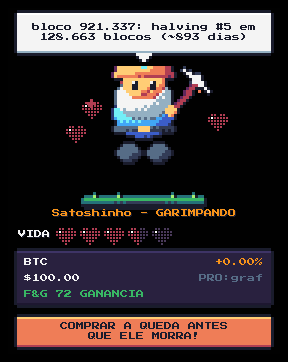 bloco 921.337: halving #5 em
128.663 blocos (~893 dias)
Satoshinho - GARIMPANDO
VIDA
BTC +0.00%
$100.00 PRO:graf
F&G 72 GANANCIA
COMPRAR A QUEDA ANTES
QUE ELE MORRA!